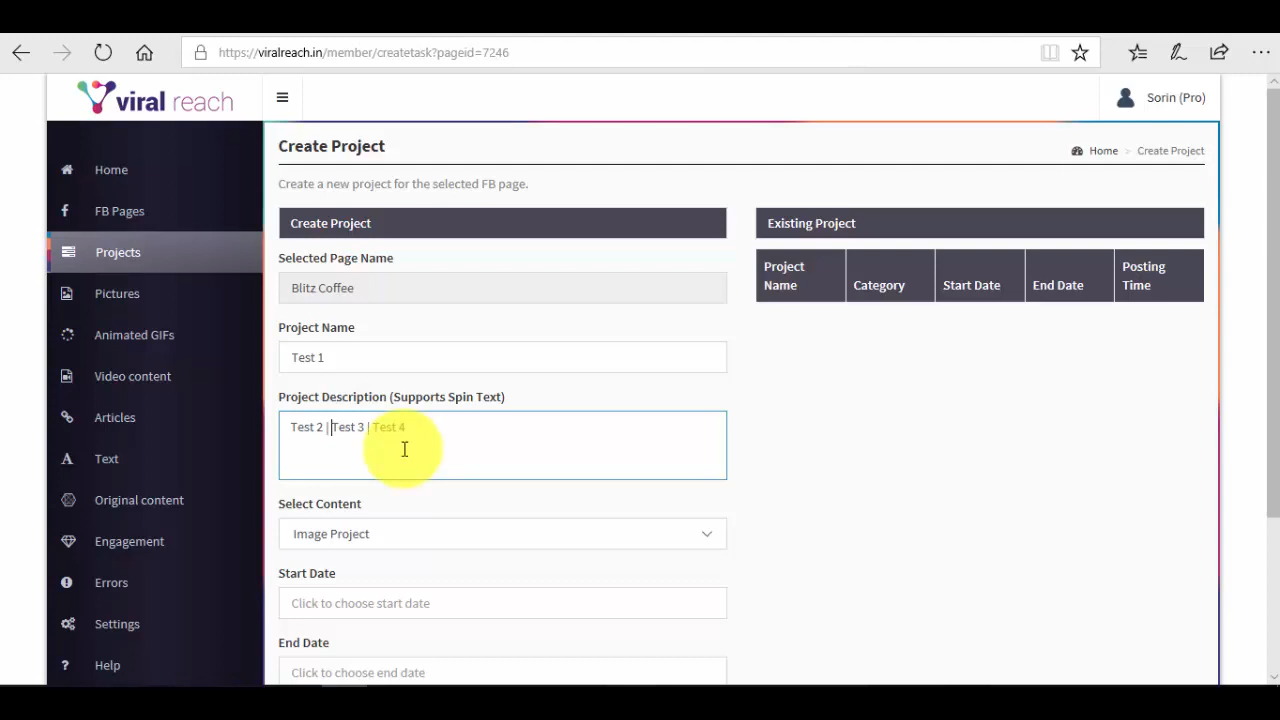 https://viralreach.in/member/createtask?pageid=7246
viral reach
Sorin (Pro)
Home
FB Pages
Projects
Pictures
Animated GIFs
Video content
Articles
Text
Original content
Engagement
Errors
Settings
Help
Create Project
Home > Create Project
Create a new project for the selected FB page.
Create Project
Selected Page Name
Blitz Coffee
Project Name
Test 1
Project Description (Supports Spin Text)
Test 2 | Test 3 | Test 4
Select Content
Image Project
Start Date
Click to choose start date
End Date
Click to choose end date
Existing Project
Project Name
Category
Start Date
End Date
Posting Time